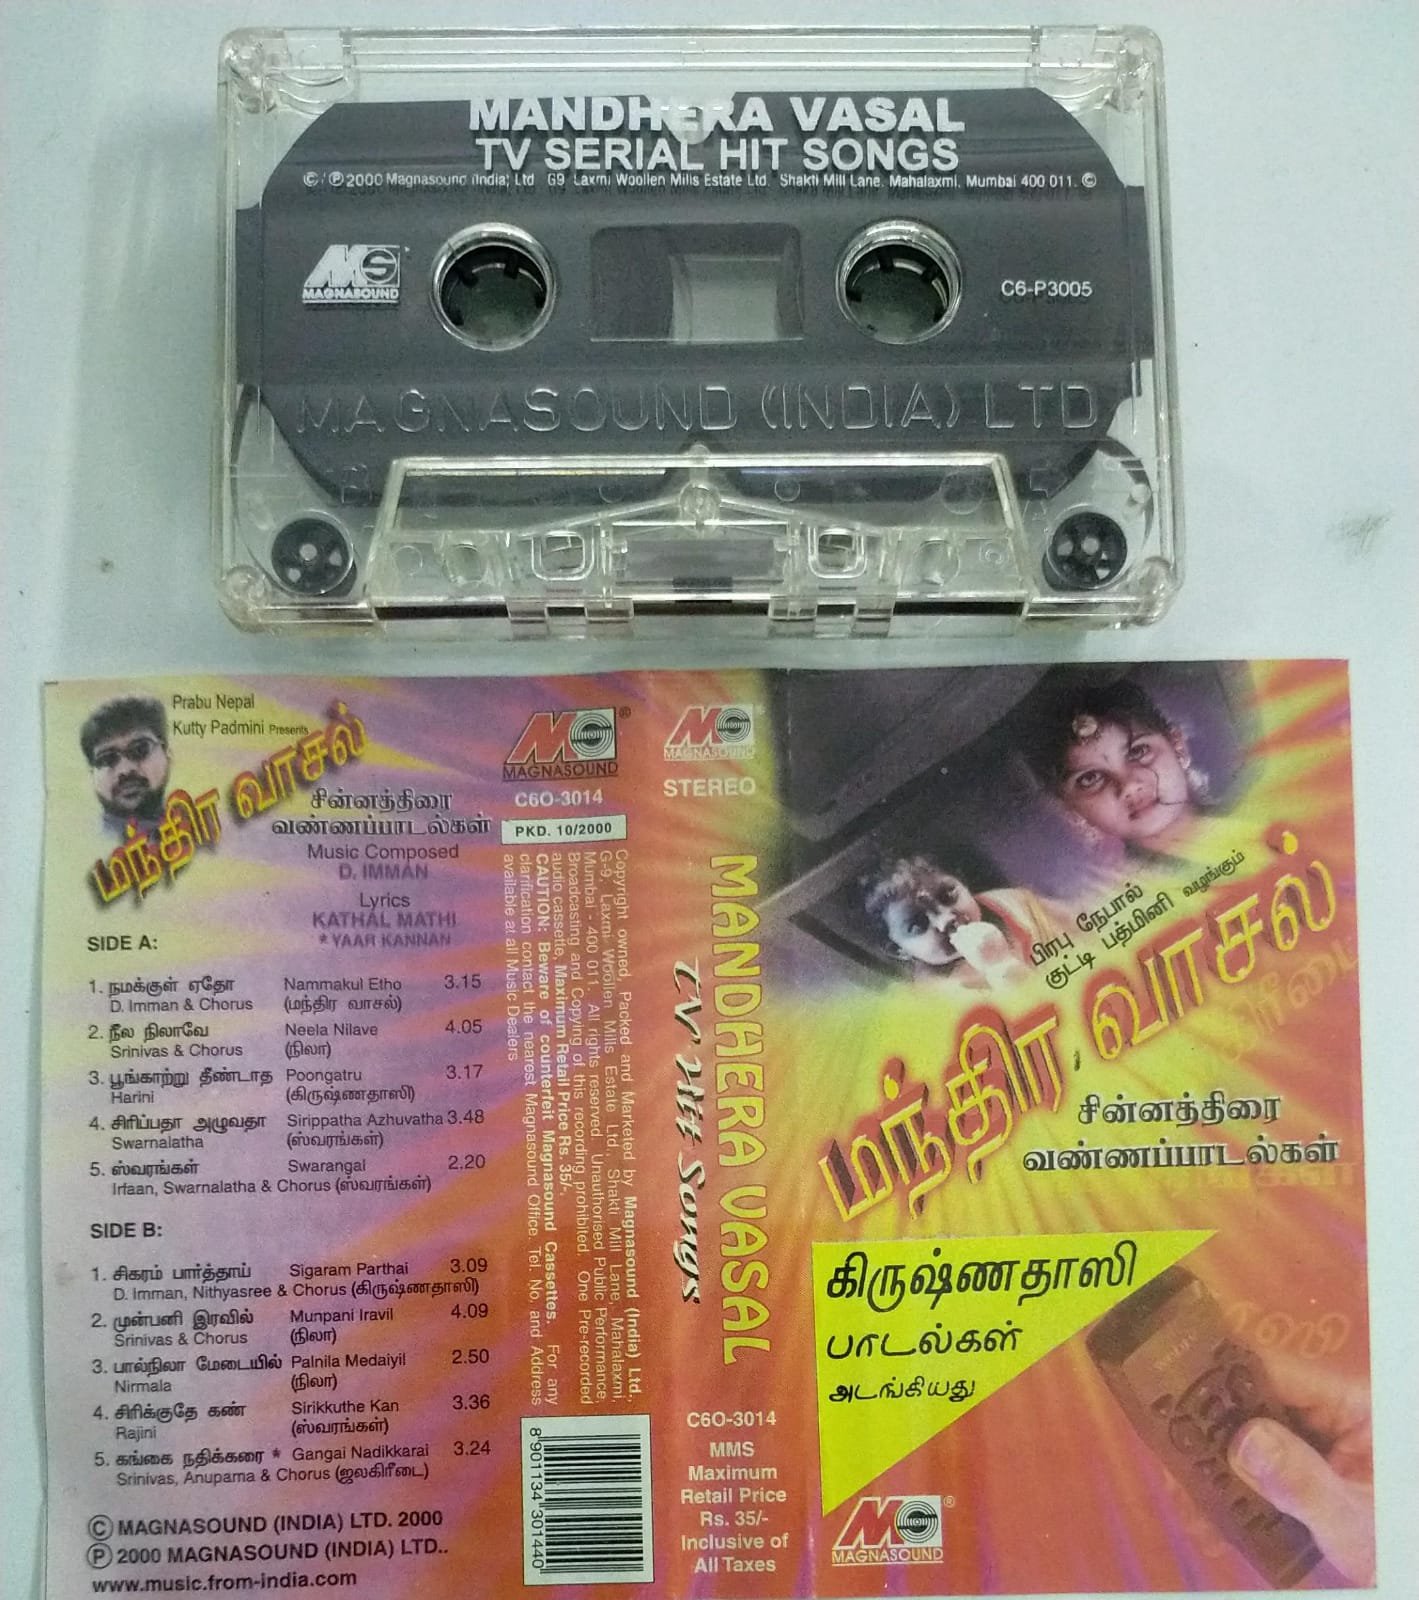 MANDHERA VASAL
TV SERIAL HIT SONGS
© / ℗ 2000 Magnasound (India) Ltd G9 Laxmi Woollen Mills Estate Ltd. Shakti Mill Lane. Mahalaxmi. Mumbai 400 011. ©
MAGNASOUND
C6-P3005
MAGNASOUND (INDIA) LTD
Prabu Nepal
Kutty Padmini Presents
மந்திர வாசல்
சின்னத்திரை
வண்ணப்பாடல்கள்
Music Composed
D. IMMAN
Lyrics
KATHAL MATHI
* YAAR KANNAN
SIDE A:
1. நமக்குள் ஏதோ Nammakul Etho 3.15
D. Imman & Chorus (மந்திர வாசல்)
2. நீல நிலாவே Neela Nilave 4.05
Srinivas & Chorus (நிலா)
3. பூங்காற்று தீண்டாத Poongatru 3.17
Harini (கிருஷ்ணதாஸி)
4. சிரிப்பதா அழுவதா Sirippatha Azhuvatha 3.48
Swarnalatha (ஸ்வரங்கள்)
5. ஸ்வரங்கள் Swarangal 2.20
Irfaan, Swarnalatha & Chorus (ஸ்வரங்கள்)
SIDE B:
1. சிகரம் பார்த்தாய் Sigaram Parthai 3.09
D. Imman, Nithyasree & Chorus (கிருஷ்ணதாஸி)
2. முன்பனி இரவில் Munpani Iravil 4.09
Srinivas & Chorus (நிலா)
3. பால்நிலா மேடையில் Palnila Medaiyil 2.50
Nirmala (நிலா)
4. சிரிக்குதே கண் Sirikkuthe Kan 3.36
Rajini (ஸ்வரங்கள்)
5. கங்கை நதிக்கரை * Gangai Nadikkarai 3.24
Srinivas, Anupama & Chorus (ஜலகிரீடை)
© MAGNASOUND (INDIA) LTD. 2000
℗ 2000 MAGNASOUND (INDIA) LTD..
www.music.from-india.com
MAGNASOUND
C6O-3014
PKD. 10/2000
Copyright owned, Packed and Marketed by Magnasound (India) Ltd.,
G-9, Laxmi Woollen Mills Estate Ltd., Shakti Mill Lane, Mahalaxmi,
Mumbai - 400 011. All rights reserved. Unauthorised Public Performance,
Broadcasting and Copying of this recording prohibited. One Pre-recorded
audio cassette, Maximum Retail Price Rs. 35/-.
CAUTION: Beware of counterfeit Magnasound Cassettes. For any
clarification contact the nearest Magnasound Office. Tel. No. and Address
available at all Music Dealers
8 901134 301440
MAGNASOUND
STEREO
MANDHERA VASAL
TV Hit Songs
C6O-3014
MMS
Maximum
Retail Price
Rs. 35/-
Inclusive of
All Taxes
பிரபு நேபால்
குட்டி பத்மினி வழங்கும்
மந்திர வாசல்
சின்னத்திரை
வண்ணப்பாடல்கள்
கிருஷ்ணதாஸி
பாடல்கள்
அடங்கியது
MAGNASOUND